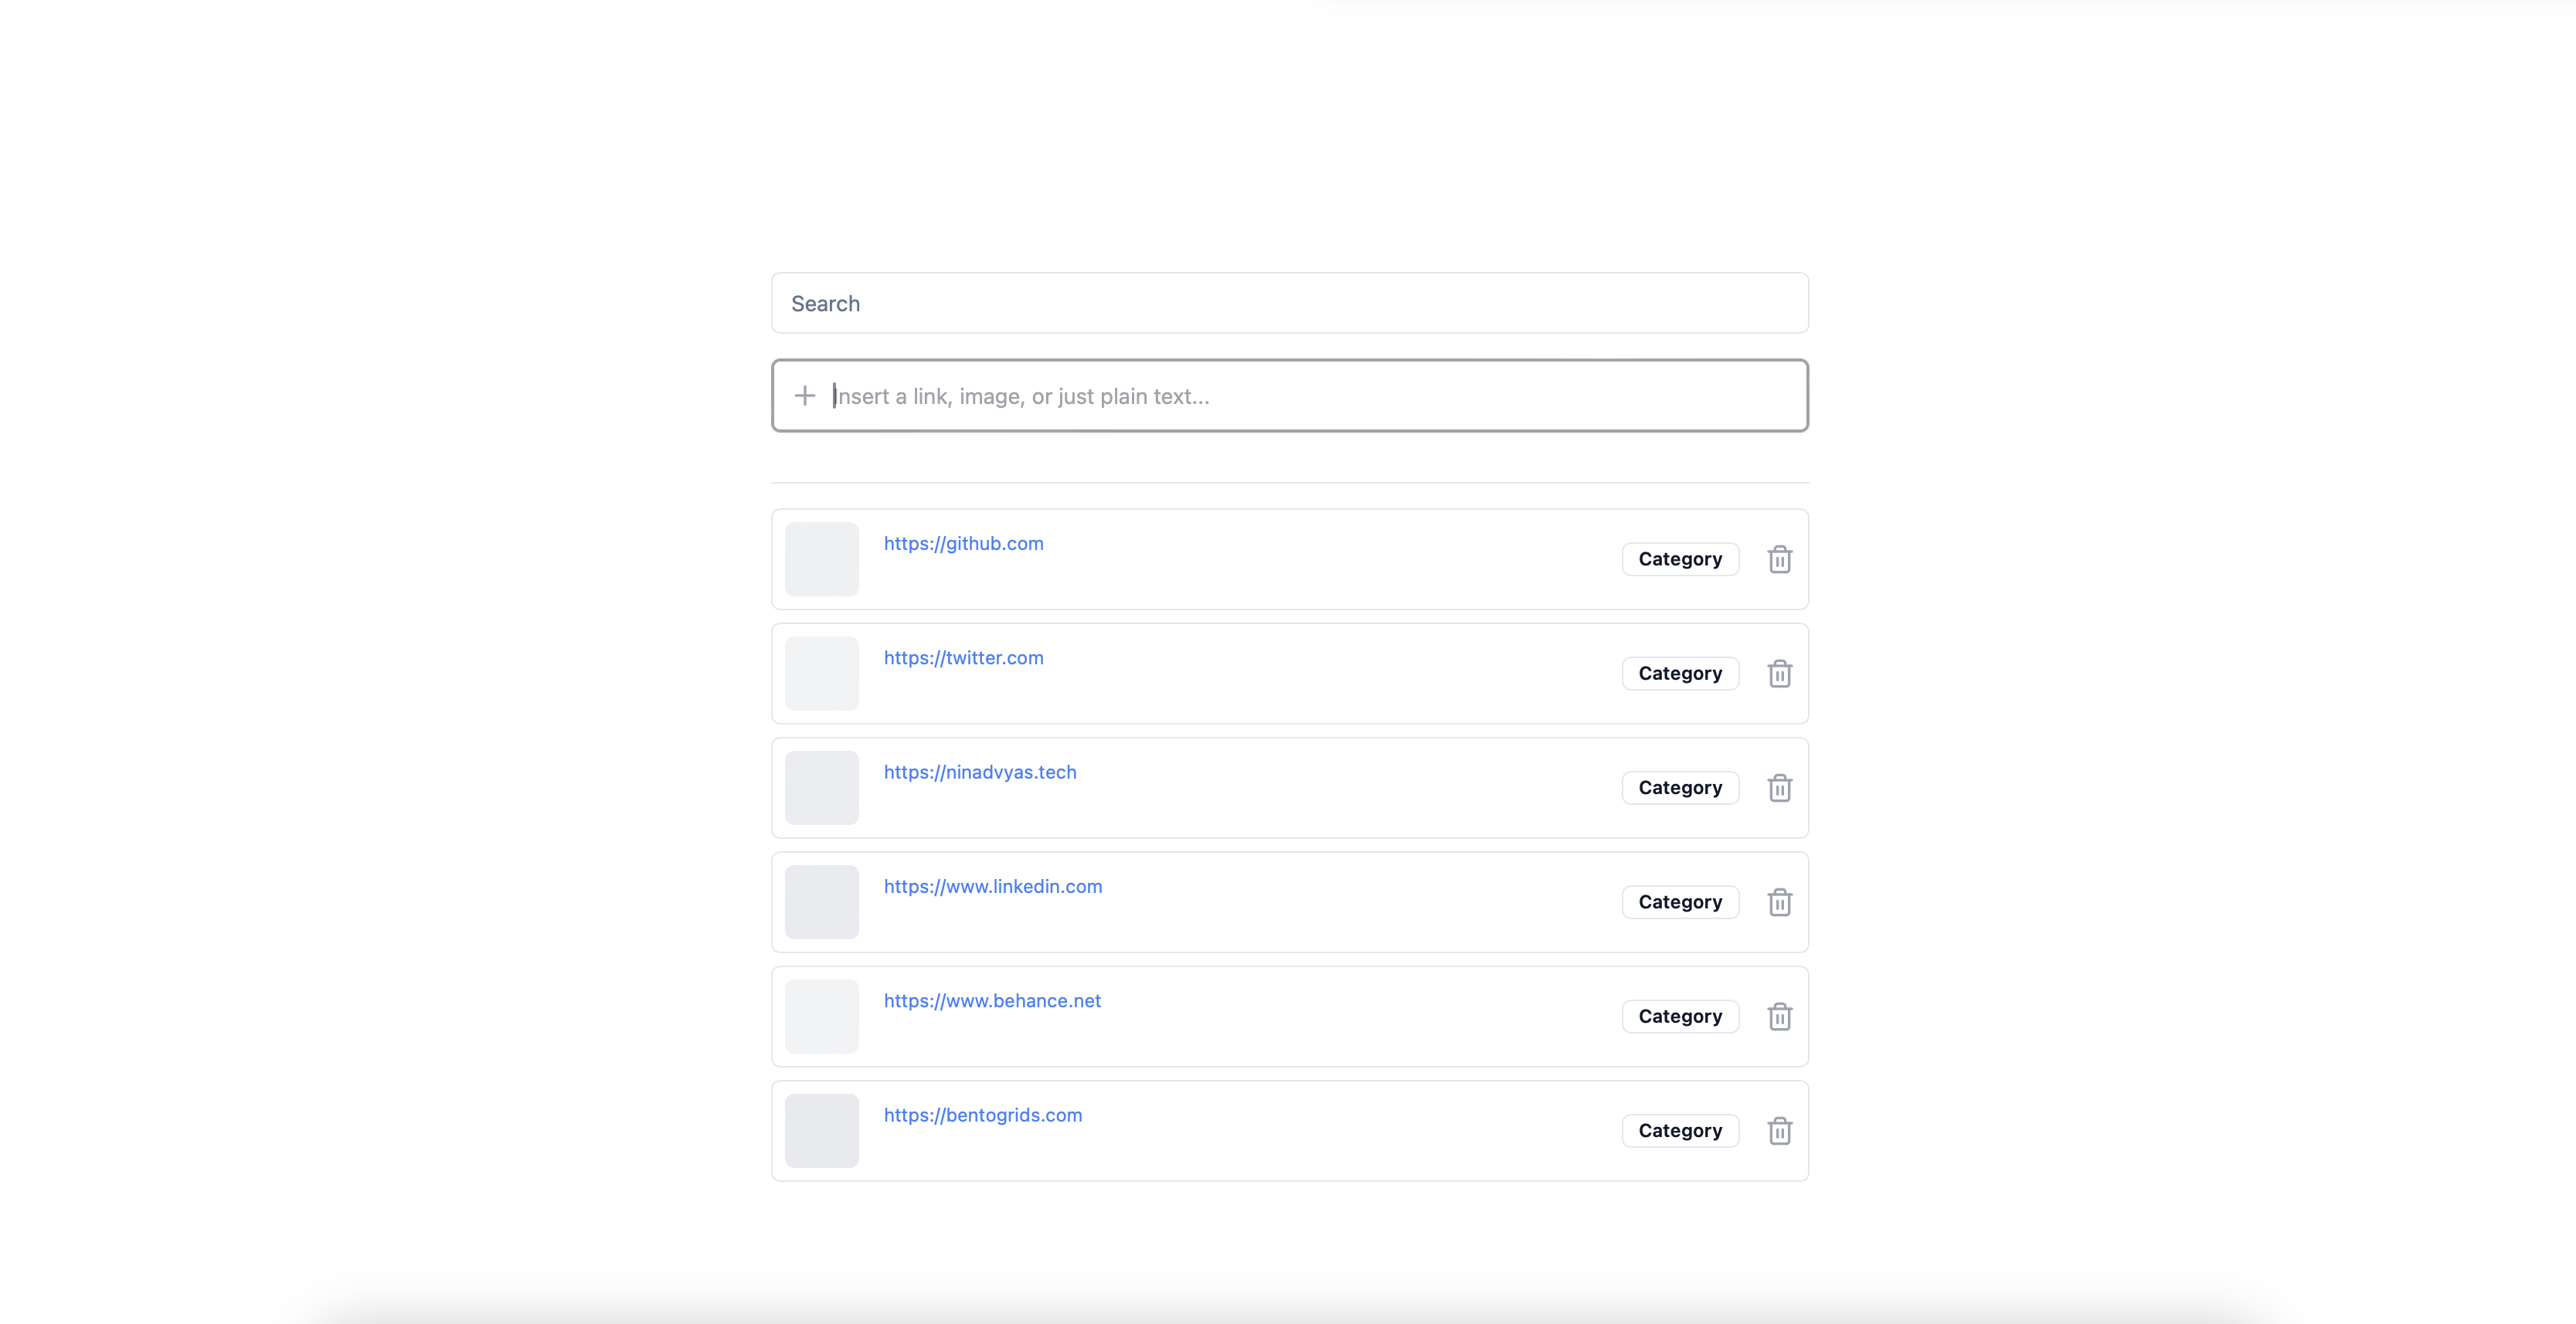 Search
Insert a link, image, or just plain text...
https://github.com
Category
https://twitter.com
Category
https://ninadvyas.tech
Category
https://www.linkedin.com
Category
https://www.behance.net
Category
https://bentogrids.com
Category